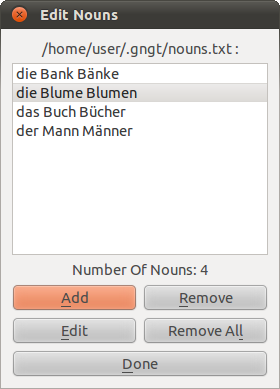 Edit Nouns
/home/user/.gngt/nouns.txt :
die Bank Bänke
die Blume Blumen
das Buch Bücher
der Mann Männer
Number Of Nouns: 4
Add
Remove
Edit
Remove All
Done